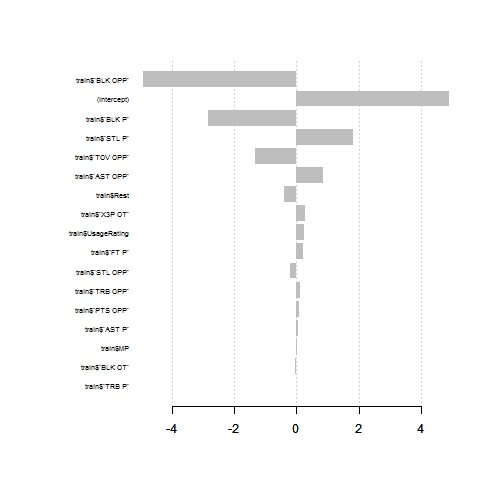 train$`BLK OPP`
(Intercept)
train$`BLK P`
train$`STL P`
train$`TOV OPP`
train$`AST OPP`
train$Rest
train$`X3P OT`
train$UsageRating
train$`FT P`
train$`STL OPP`
train$`TRB OPP`
train$`PTS OPP`
train$`AST P`
train$MP
train$`BLK OT`
train$`TRB P`
-4 -2 0 2 4